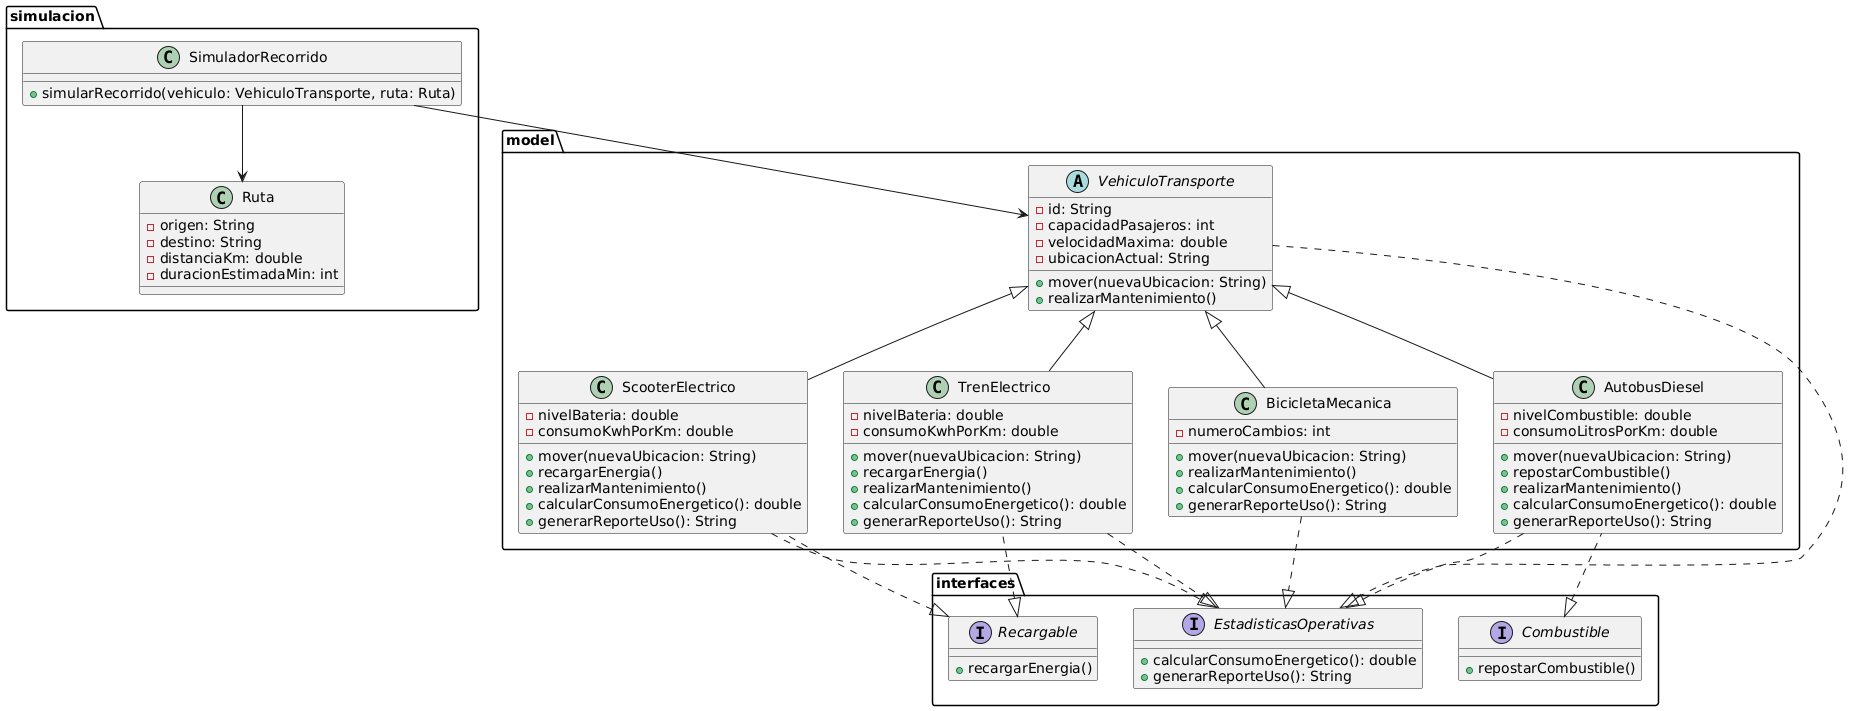 simulacion
C SimuladorRecorrido
simularRecorrido(vehiculo: VehiculoTransporte, ruta: Ruta)
C Ruta
origen: String
destino: String
distanciaKm: double
duracionEstimadaMin: int
model
A VehiculoTransporte
id: String
capacidadPasajeros: int
velocidadMaxima: double
ubicacionActual: String
mover(nuevaUbicacion: String)
realizarMantenimiento()
C ScooterElectrico
nivelBateria: double
consumoKwhPorKm: double
mover(nuevaUbicacion: String)
recargarEnergia()
realizarMantenimiento()
calcularConsumoEnergetico(): double
generarReporteUso(): String
C TrenElectrico
nivelBateria: double
consumoKwhPorKm: double
mover(nuevaUbicacion: String)
recargarEnergia()
realizarMantenimiento()
calcularConsumoEnergetico(): double
generarReporteUso(): String
C BicicletaMecanica
numeroCambios: int
mover(nuevaUbicacion: String)
realizarMantenimiento()
calcularConsumoEnergetico(): double
generarReporteUso(): String
C AutobusDiesel
nivelCombustible: double
consumoLitrosPorKm: double
mover(nuevaUbicacion: String)
repostarCombustible()
realizarMantenimiento()
calcularConsumoEnergetico(): double
generarReporteUso(): String
interfaces
I Recargable
recargarEnergia()
I EstadisticasOperativas
calcularConsumoEnergetico(): double
generarReporteUso(): String
I Combustible
repostarCombustible()